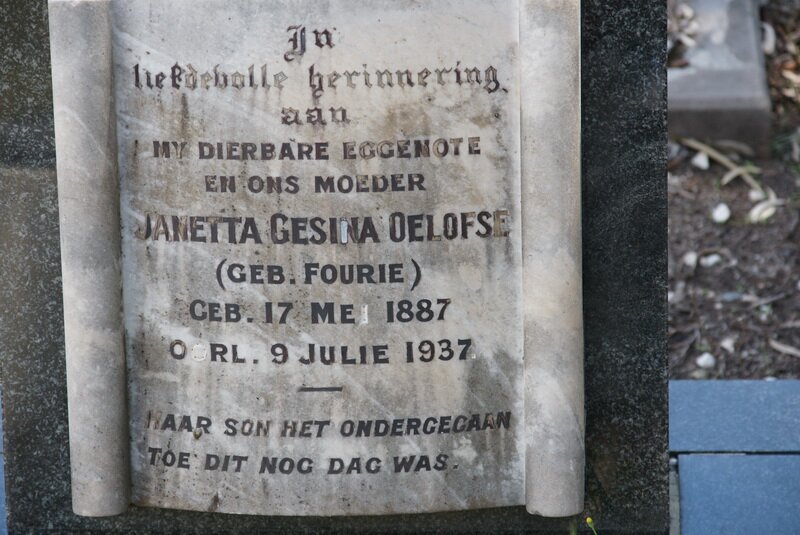 In
liefdevolle herinnering
aan
MY DIERBARE EGGENOTE
EN ONS MOEDER
JANETTA GESINA OELOFSE
(GEB. FOURIE)
GEB. 17 MEI 1887
OORL. 9 JULIE 1937.
HAAR SON HET ONDERGEGAAN
TOE DIT NOG DAG WAS.